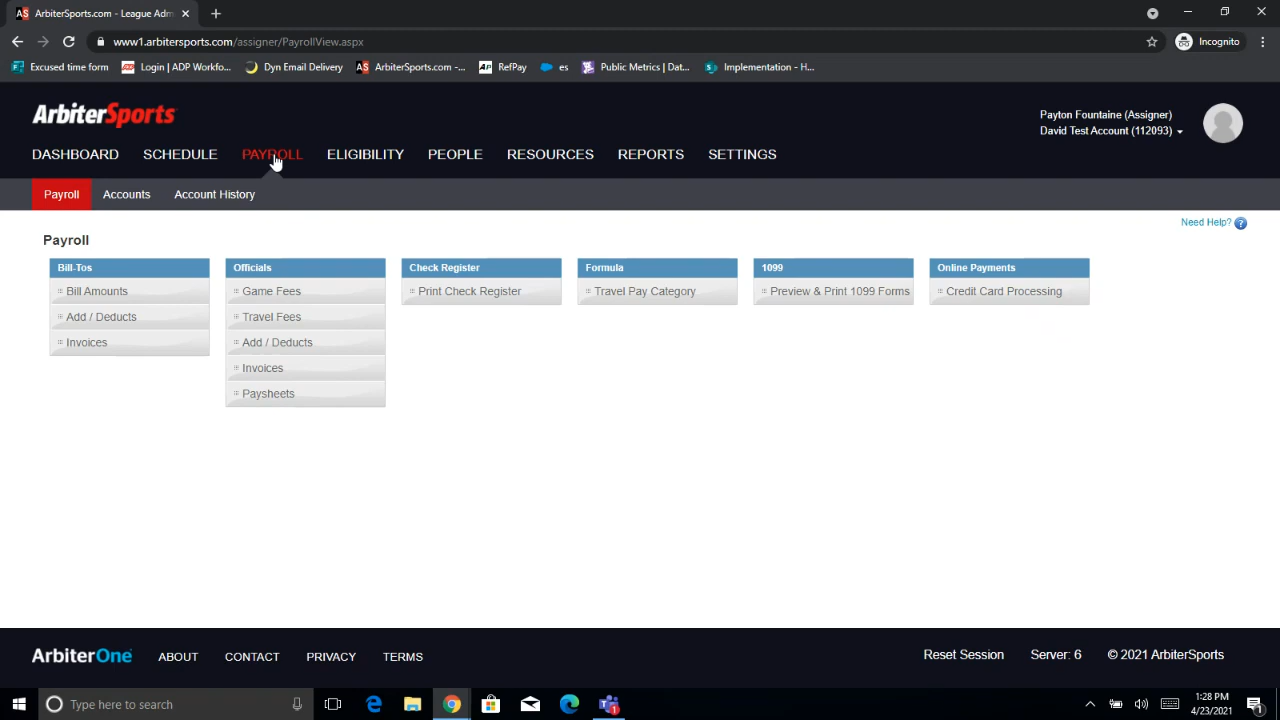 AS ArbiterSports.com - League Adm
www1.arbitersports.com/assigner/PayrollView.aspx
Incognito
Excused time form
Login | ADP Workfo...
Dyn Email Delivery
AS ArbiterSports.com -...
AP RefPay
es
Public Metrics | Dat...
S Implementation - H...
ArbiterSports
Payton Fountaine (Assigner)
David Test Account (112093)
DASHBOARD SCHEDULE PAYROLL ELIGIBILITY PEOPLE RESOURCES REPORTS SETTINGS
Payroll Accounts Account History
Need Help? ?
Payroll
Bill-Tos
Bill Amounts
Add / Deducts
Invoices
Officials
Game Fees
Travel Fees
Add / Deducts
Invoices
Paysheets
Check Register
Print Check Register
Formula
Travel Pay Category
1099
Preview & Print 1099 Forms
Online Payments
Credit Card Processing
ArbiterOne ABOUT CONTACT PRIVACY TERMS
Reset Session Server: 6 © 2021 ArbiterSports
Type here to search
1:28 PM
4/23/2021